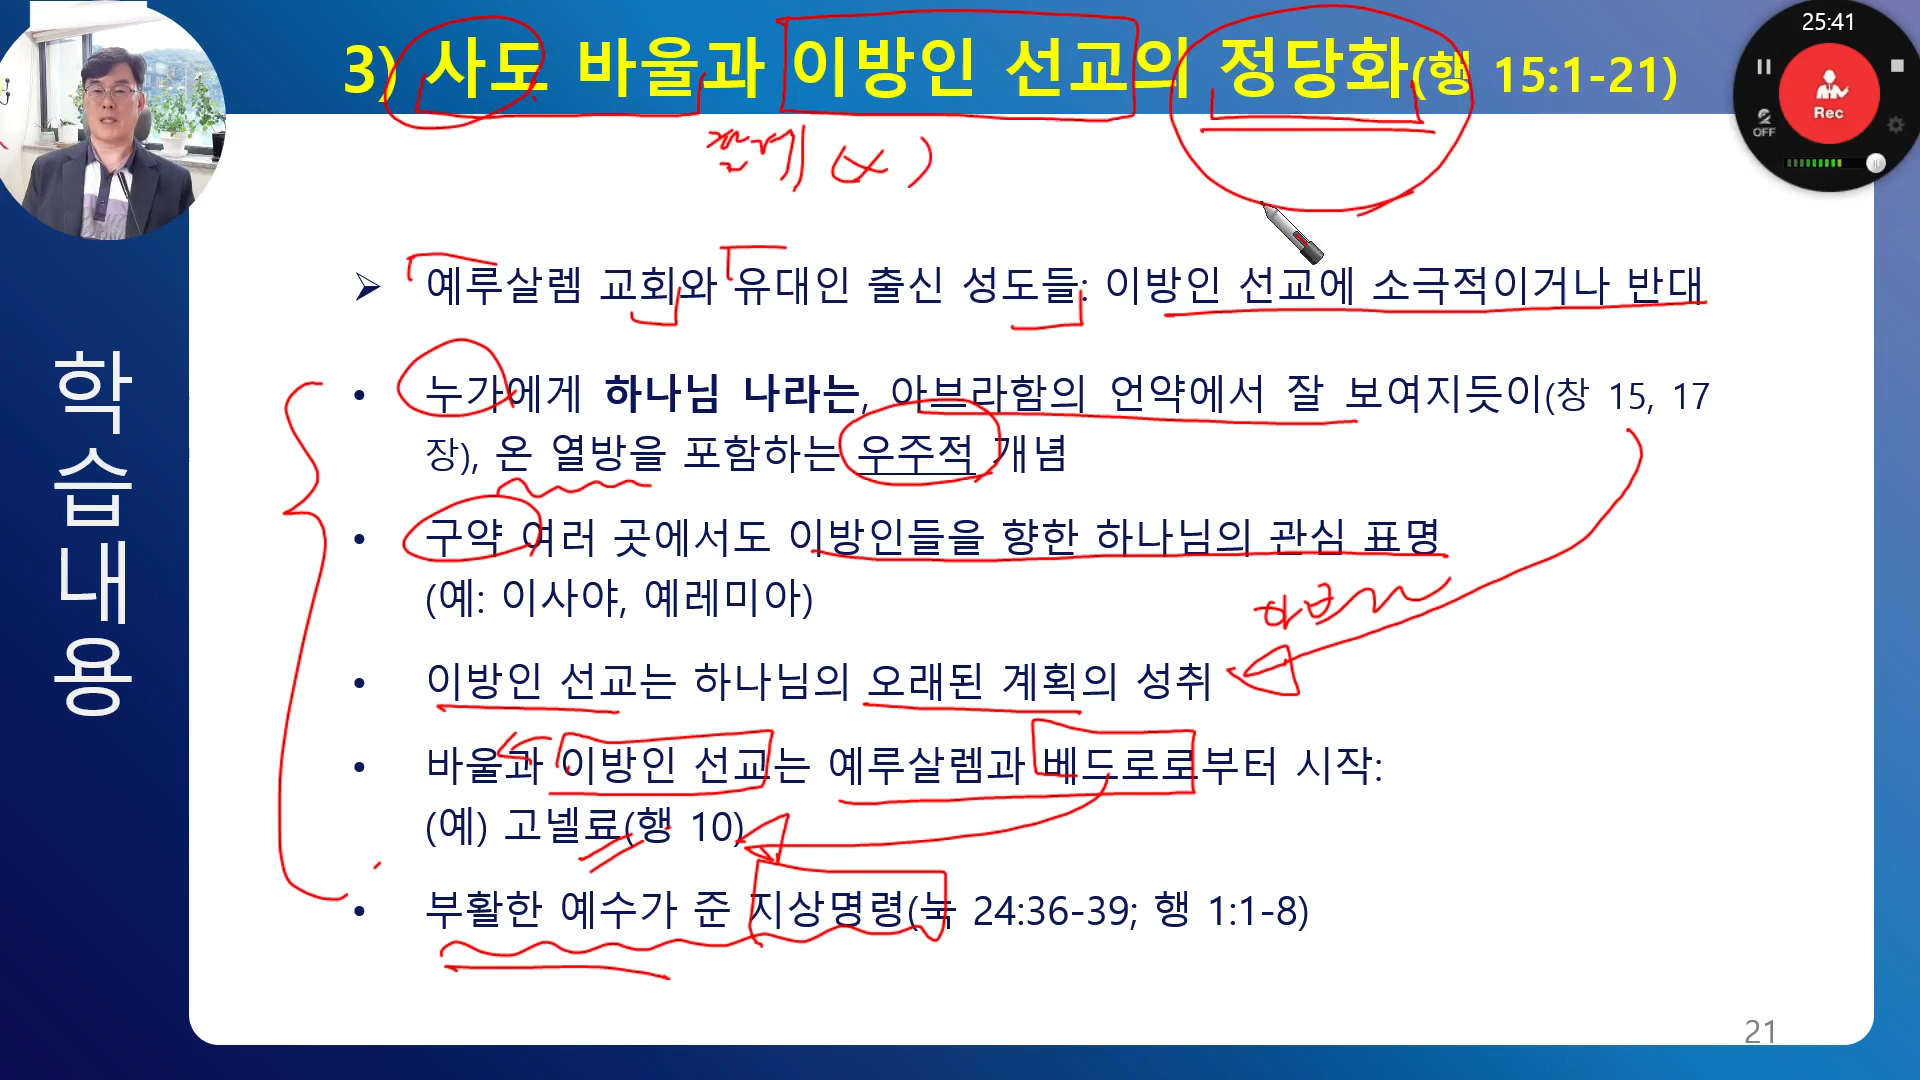 25:41
Rec
OFF
3) 사도 바울과 이방인 선교의 정당화(행 15:1-21)
할례 (x)
➢ 예루살렘 교회와 유대인 출신 성도들: 이방인 선교에 소극적이거나 반대
• 누가에게 하나님 나라는, 아브라함의 언약에서 잘 보여지듯이(창 15, 17
장), 온 열방을 포함하는 우주적 개념
• 구약 여러 곳에서도 이방인들을 향한 하나님의 관심 표명
(예: 이사야, 예레미아)
• 이방인 선교는 하나님의 오래된 계획의 성취
• 바울과 이방인 선교는 예루살렘과 베드로로부터 시작:
(예) 고넬료(행 10)
• 부활한 예수가 준 지상명령(눅 24:36-39; 행 1:1-8)
학습내용
21